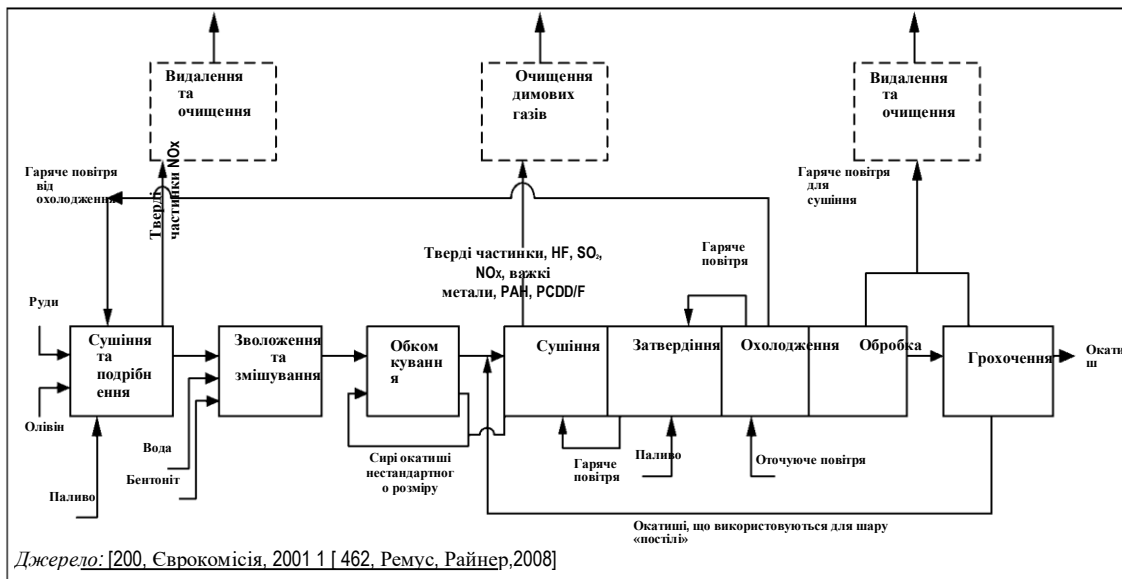 Видалення
та
очищення
Очищення
димових
газів
Видалення
та
очищення
Гаряче повітря
від
охолодження
Тверді
частинки NOx
Гаряче повітря
для
сушіння
Тверді частинки, HF, SO₂,
NOx, важкі
метали, PAH, PCDD/F
Гаряче
повітря
Руди
Сушіння
та
подрібн
ення
Зволоження
та
змішування
Обком
куванн
я
Сушіння
Затвердіння
Охолодження
Обробка
Грохочення
Окати
ш
Олівін
Вода
Бентоніт
Паливо
Сирі окатиші
нестандартног
о розміру
Гаряче
повітря
Паливо
Оточуюче повітря
Окатиші, що використовуються для шару
«постілі»
Джерело: [200, Єврокомісія, 2001 1 [ 462, Ремус, Райнер,2008]